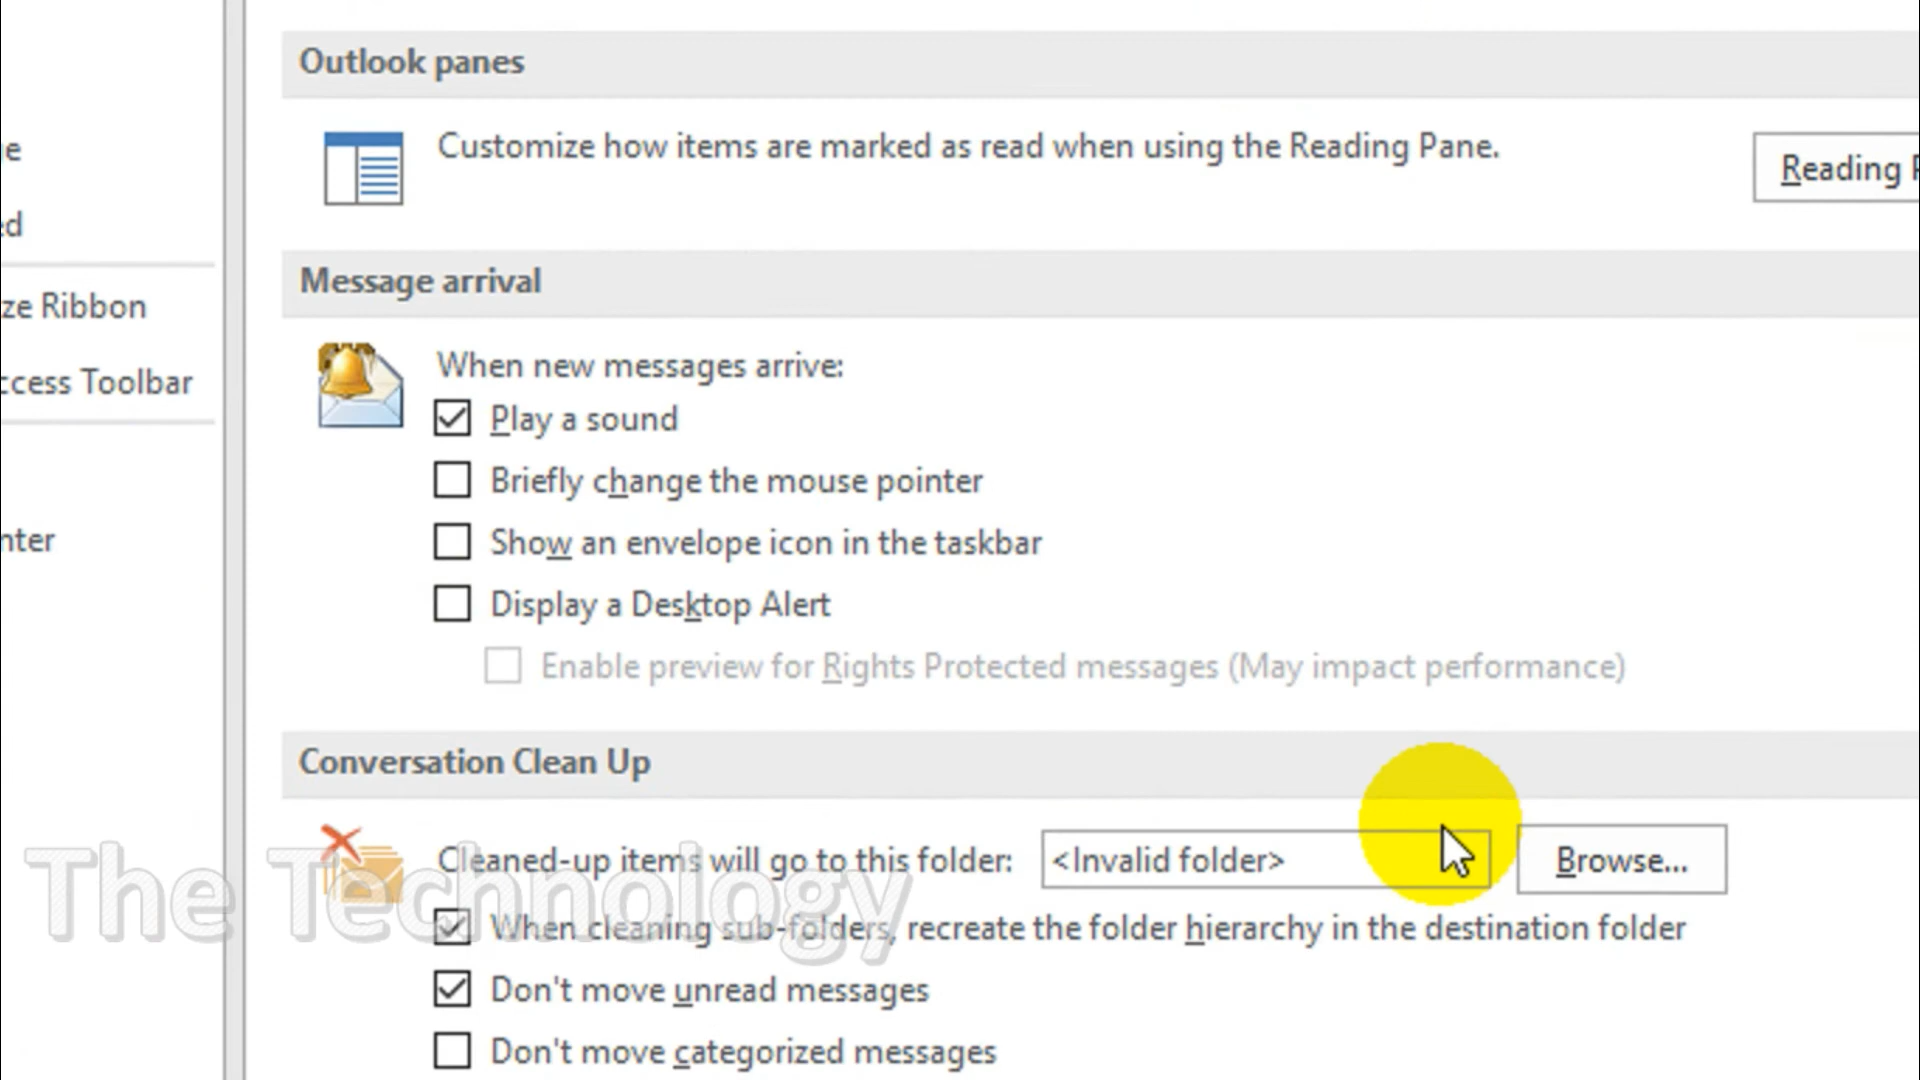 Outlook panes
Customize how items are marked as read when using the Reading Pane.
Reading
Message arrival
ze Ribbon
ccess Toolbar
When new messages arrive:
Play a sound
Briefly change the mouse pointer
Show an envelope icon in the taskbar
nter
Display a Desktop Alert
Enable preview for Rights Protected messages (May impact performance)
Conversation Clean Up
Cleaned-up items will go to this folder:
<Invalid folder>
Browse...
The Technology
When cleaning sub-folders, recreate the folder hierarchy in the destination folder
Don't move unread messages
Don't move categorized messages